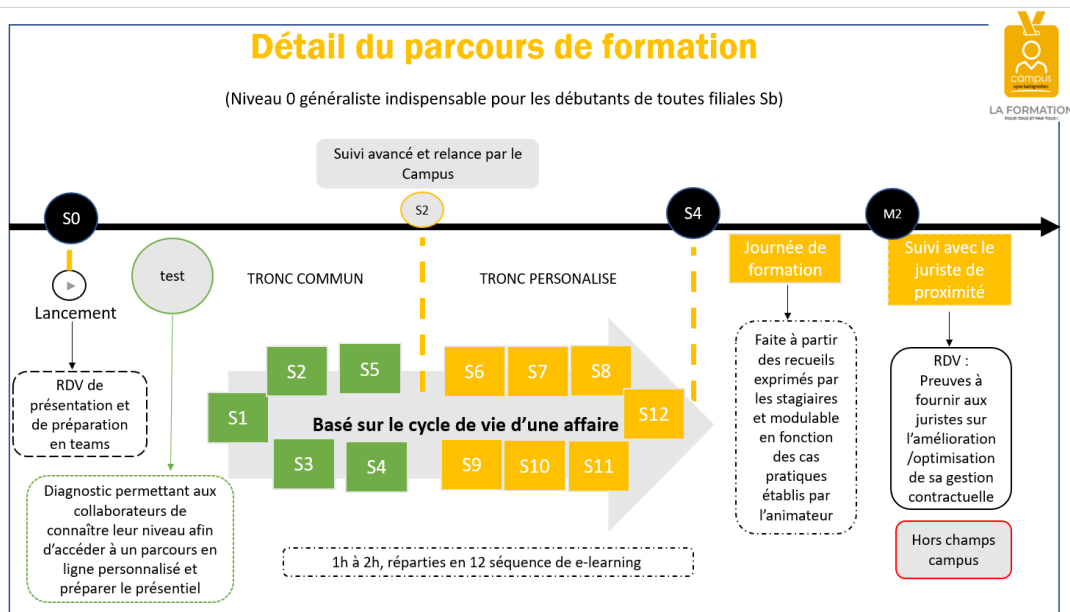 Détail du parcours de formation
(Niveau 0 généraliste indispensable pour les débutants de toutes filiales Sb)
campus
spie batignolles
LA FORMATION
POUR TOUS ET PAR TOUS !
Suivi avancé et relance par le
Campus
S0
S2
S4
M2
Lancement
test
TRONC COMMUN
TRONC PERSONALISE
Journée de
formation
Suivi avec le
juriste de
proximité
RDV de
présentation et
de préparation
en teams
S1
S2
S5
S3
S4
Basé sur le cycle de vie d’une affaire
S6
S7
S8
S12
S9
S10
S11
Faite à partir
des recueils
exprimés par
les stagiaires
et modulable
en fonction
des cas
pratiques
établis par
l’animateur
RDV :
Preuves à
fournir aux
juristes sur
l’amélioration
/optimisation
de sa gestion
contractuelle
Hors champs
campus
Diagnostic permettant aux
collaborateurs de
connaître leur niveau afin
d’accéder à un parcours en
ligne personnalisé et
préparer le présentiel
1h à 2h, réparties en 12 séquence de e-learning